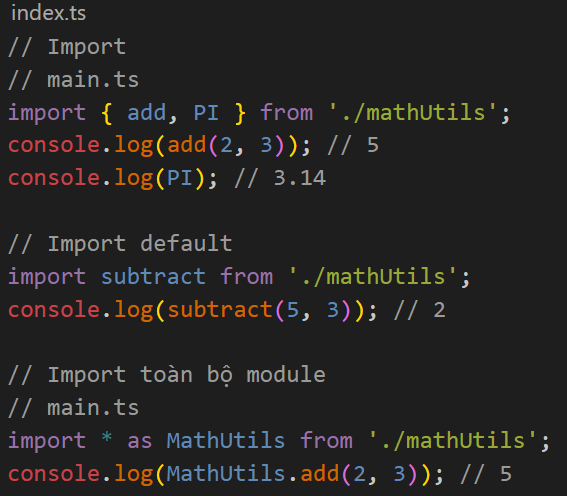 index.ts
// Import
// main.ts
import { add, PI } from './mathUtils';
console.log(add(2, 3)); // 5
console.log(PI); // 3.14
// Import default
import subtract from './mathUtils';
console.log(subtract(5, 3)); // 2
// Import toàn bộ module
// main.ts
import * as MathUtils from './mathUtils';
console.log(MathUtils.add(2, 3)); // 5